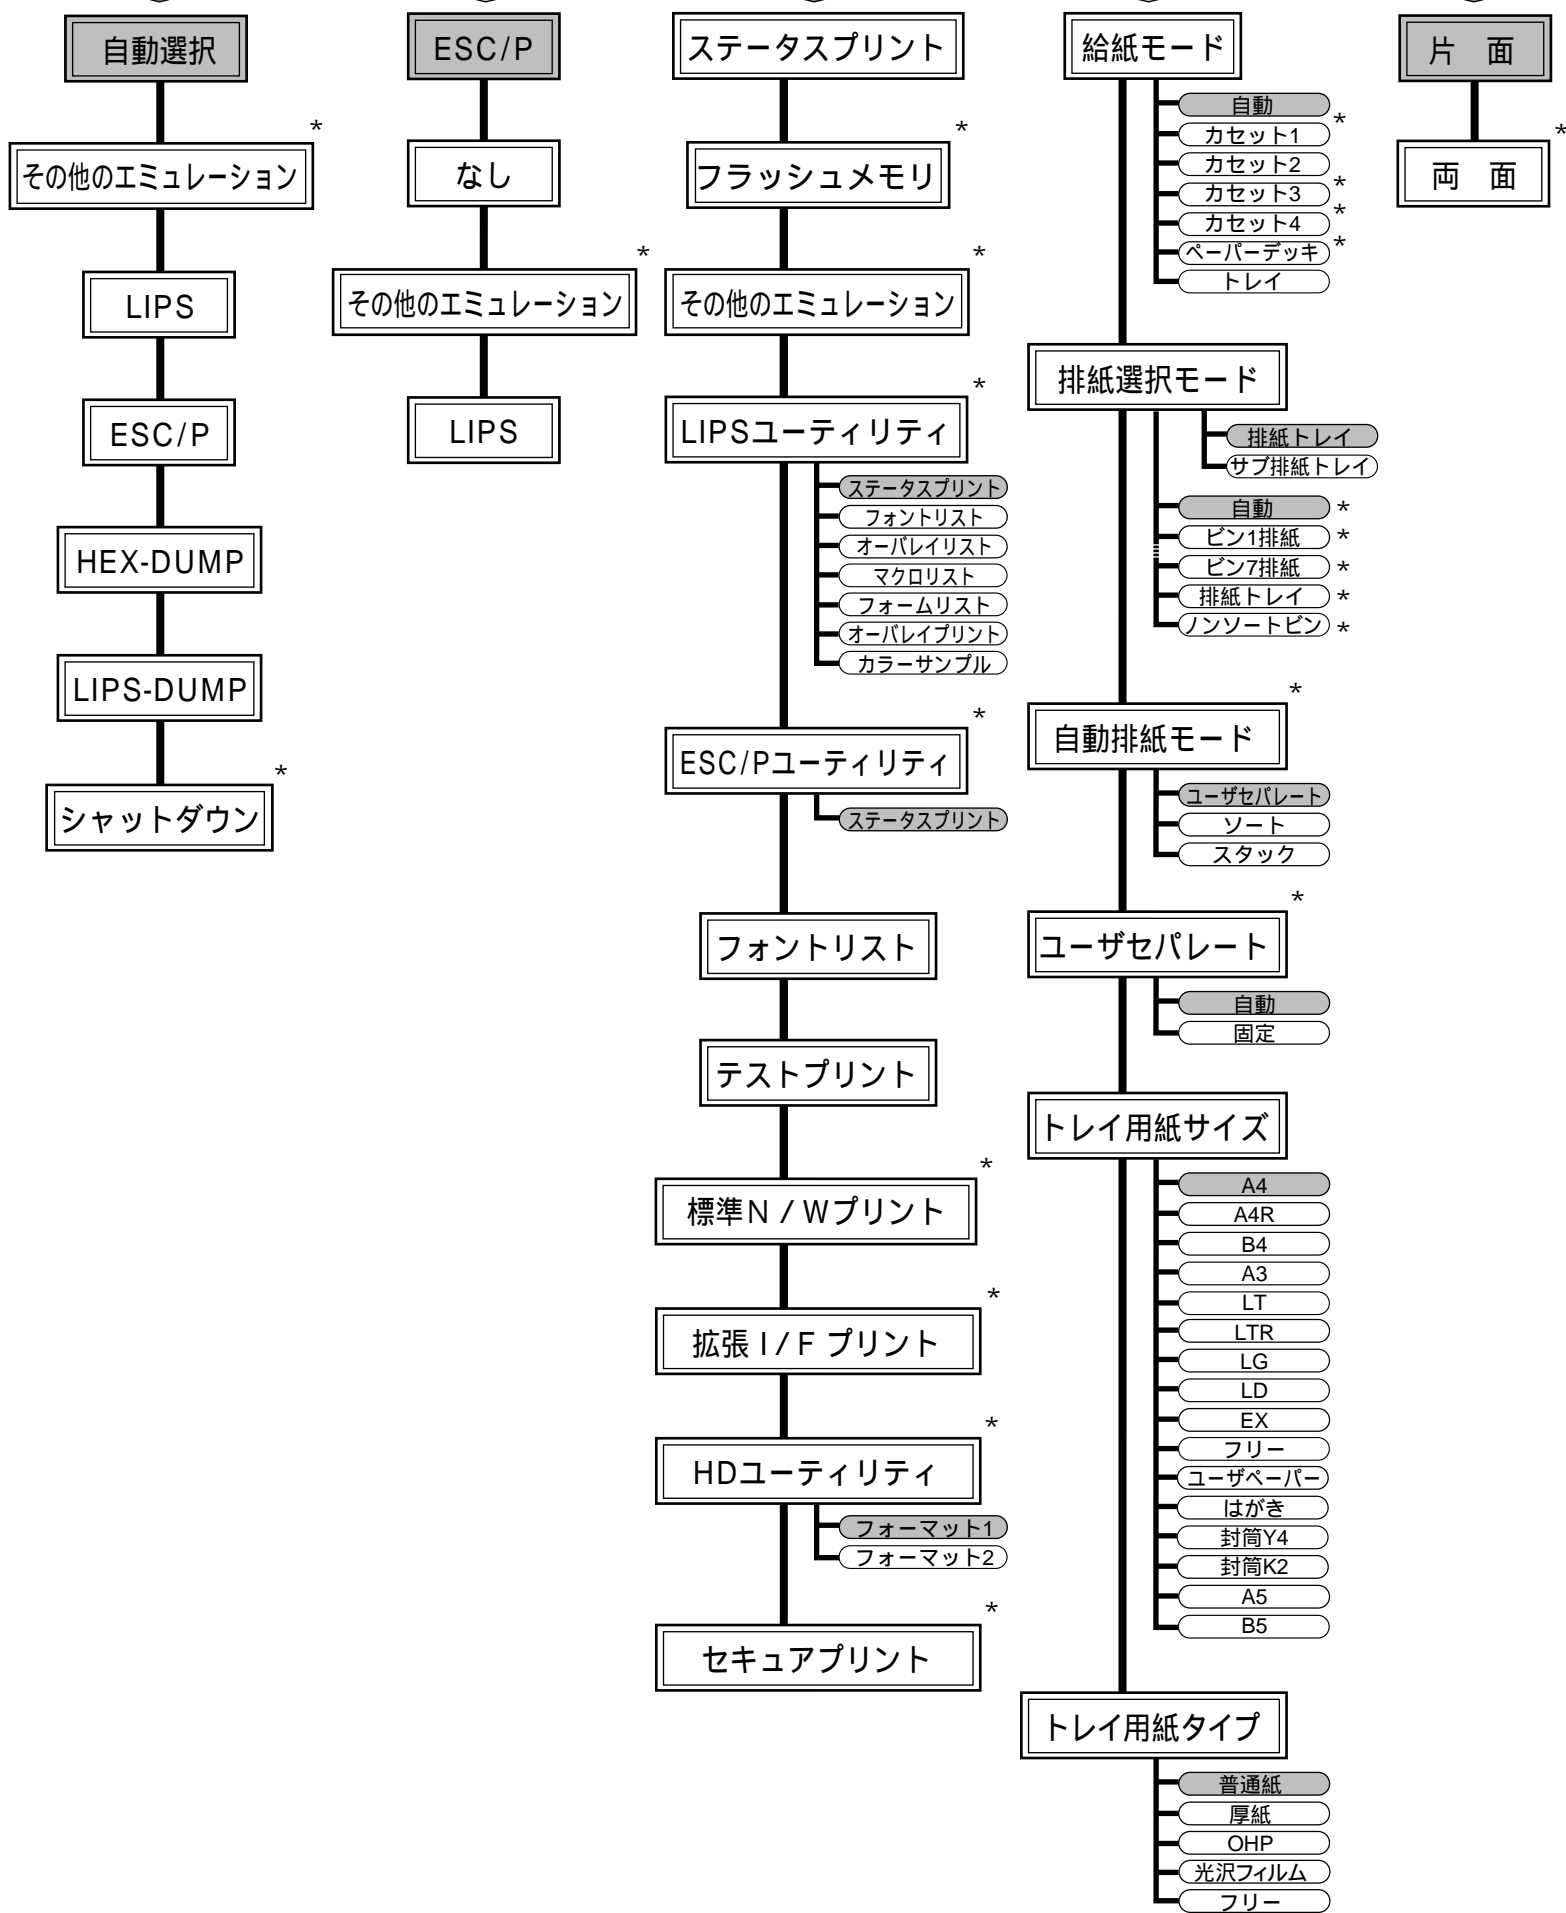 自動選択
*
その他のエミュレーション
LIPS
ESC/P
HEX-DUMP
LIPS-DUMP
*
シャットダウン
ESC/P
なし
*
その他のエミュレーション
LIPS
ステータスプリント
*
フラッシュメモリ
*
その他のエミュレーション
*
LIPSユーティリティ
ステータスプリント
フォントリスト
オーバレイリスト
マクロリスト
フォームリスト
オーバレイプリント
カラーサンプル
*
ESC/Pユーティリティ
ステータスプリント
フォントリスト
テストプリント
*
標準N/Wプリント
*
拡張I/Fプリント
*
HDユーティリティ
フォーマット1
フォーマット2
*
セキュアプリント
給紙モード
自動
カセット1 *
カセット2
カセット3 *
カセット4 *
ペーパーデッキ *
トレイ
排紙選択モード
排紙トレイ
サブ排紙トレイ
自動 *
ビン1排紙 *
ビン7排紙 *
排紙トレイ *
ノンソートビン *
*
自動排紙モード
ユーザセパレート
ソート
スタック
*
ユーザセパレート
自動
固定
トレイ用紙サイズ
A4
A4R
B4
A3
LT
LTR
LG
LD
EX
フリー
ユーザペーパー
はがき
封筒Y4
封筒K2
A5
B5
トレイ用紙タイプ
普通紙
厚紙
OHP
光沢フィルム
フリー
片 面
*
両 面